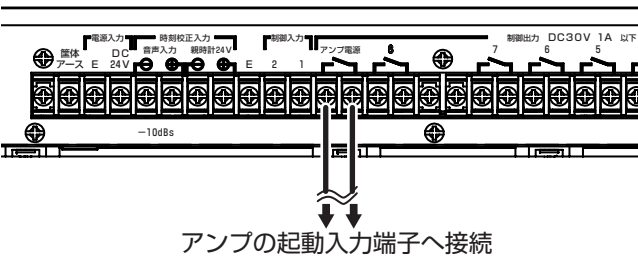 電源入力 時刻校正入力 制御入力 制御出力 DC30V 1A 以下
筐体 DC 音声入力 親時計24V アンプ電源 8 7 6 5
アース E 24V E 2 1
−10dBs
アンプの起動入力端子へ接続